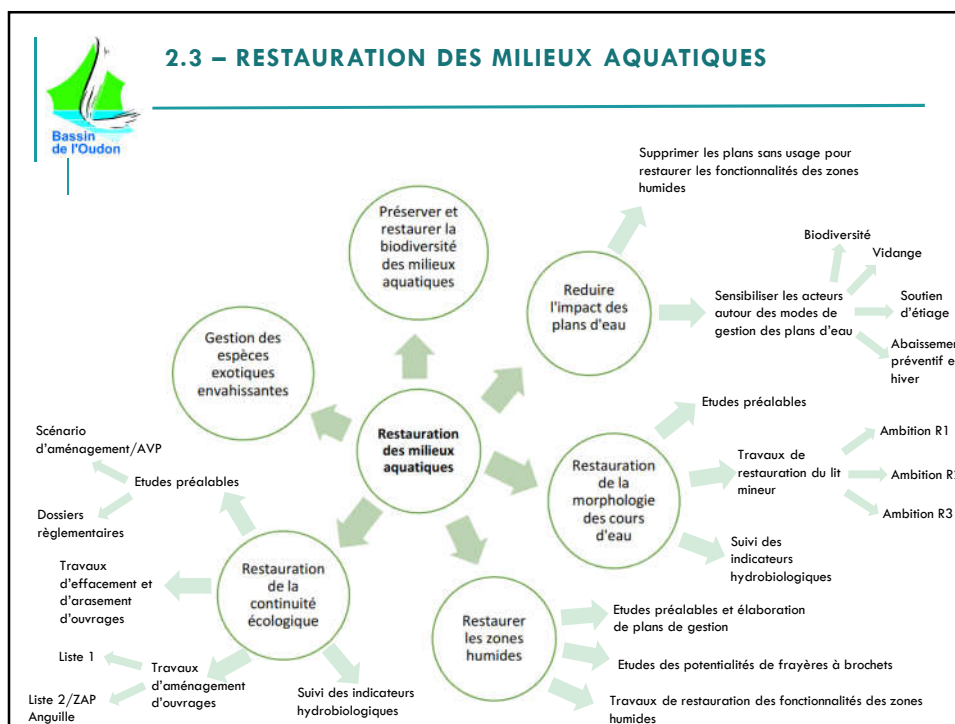 2.3 – RESTAURATION DES MILIEUX AQUATIQUES
Bassin
de l'Oudon
Supprimer les plans sans usage pour
restaurer les fonctionnalités des zones
humides
Préserver et
restaurer la
biodiversité
des milieux
aquatiques
Biodiversité
Vidange
Reduire
l'impact des
plans d'eau
Sensibiliser les acteurs
autour des modes de
gestion des plans d'eau
Soutien
d'étiage
Abaissemen
préventif e
hiver
Gestion des
espèces
exotiques
envahissantes
Etudes préalables
Restauration
des milieux
aquatiques
Restauration
de la
morphologie
des cours
d'eau
Travaux de
restauration du lit
mineur
Ambition R1
Ambition R2
Ambition R3
Suivi des
indicateurs
hydrobiologiques
Scénario
d'aménagement/AVP
Etudes préalables
Dossiers
règlementaires
Travaux
d'effacement et
d'arasement
d'ouvrages
Restauration
de la
continuité
écologique
Liste 1
Travaux
d'aménagement
d'ouvrages
Liste 2/ZAP
Anguille
Suivi des indicateurs
hydrobiologiques
Restaurer
les zones
humides
Etudes préalables et élaboration
de plans de gestion
Etudes des potentialités de frayères à brochets
Travaux de restauration des fonctionnalités des zones
humides